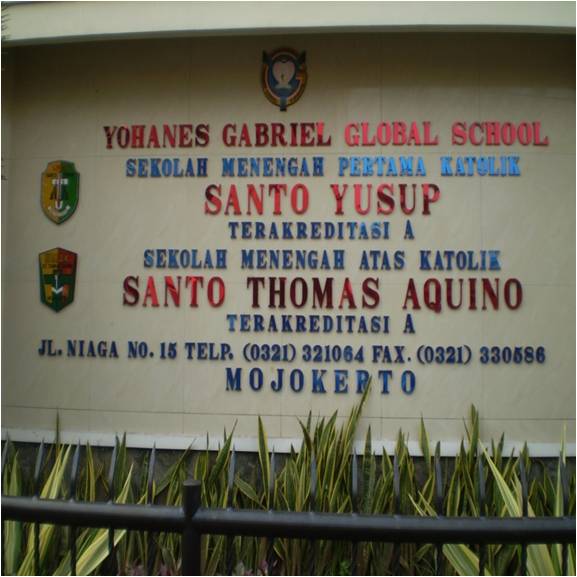 YOHANES GABRIEL GLOBAL SCHOOL
SEKOLAH MENENGAH PERTAMA KATOLIK
SANTO YUSUP
TERAKREDITASI A
SEKOLAH MENENGAH ATAS KATOLIK
SANTO THOMAS AQUINO
TERAKREDITASI A
JL. NIAGA NO. 15 TELP. (0321) 321064 FAX. (0321) 330586
MOJOKERTO